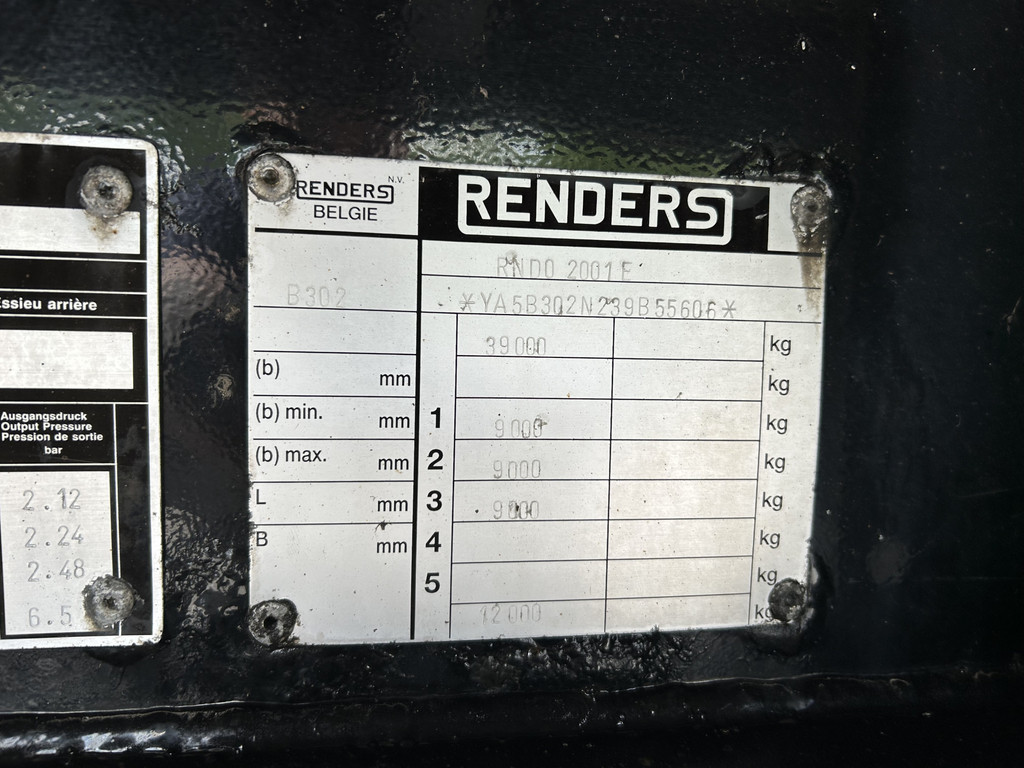 ssieu arrière
Ausgangsdruck
Output Pressure
Pression de sortie
bar
2.12
2.24
2.48
6.5
RENDERS N.V.
BELGIE
RENDERS
RNDO 2001 F
B302
*YA5B302N239B55606*
39000 kg
(b) mm kg
(b) min. mm 1 9000 kg
(b) max. mm 2 9000 kg
L mm 3 9000 kg
B mm 4 kg
5 kg
12000 kg